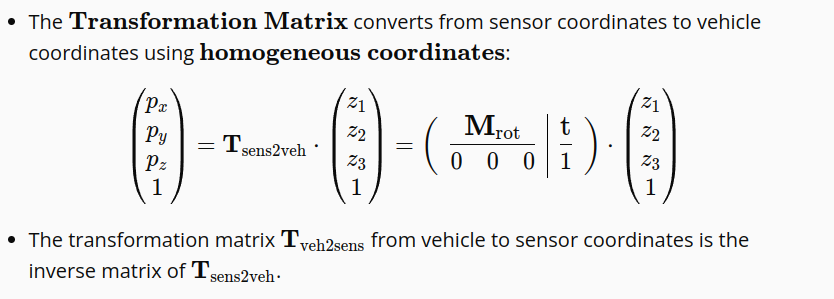 • The Transformation Matrix converts from sensor coordinates to vehicle
coordinates using homogeneous coordinates:
$$\begin{pmatrix} p_x \\ p_y \\ p_z \\ 1 \end{pmatrix} = \mathbf{T}_{\text{sens2veh}} \cdot \begin{pmatrix} z_1 \\ z_2 \\ z_3 \\ 1 \end{pmatrix} = \left( \begin{array}{ccc|c} & \mathbf{M}_{\text{rot}} & & \mathbf{t} \\ \hline 0 & 0 & 0 & 1 \end{array} \right) \cdot \begin{pmatrix} z_1 \\ z_2 \\ z_3 \\ 1 \end{pmatrix}$$
• The transformation matrix $\mathbf{T}_{\text{veh2sens}}$ from vehicle to sensor coordinates is the
inverse matrix of $\mathbf{T}_{\text{sens2veh}}$.